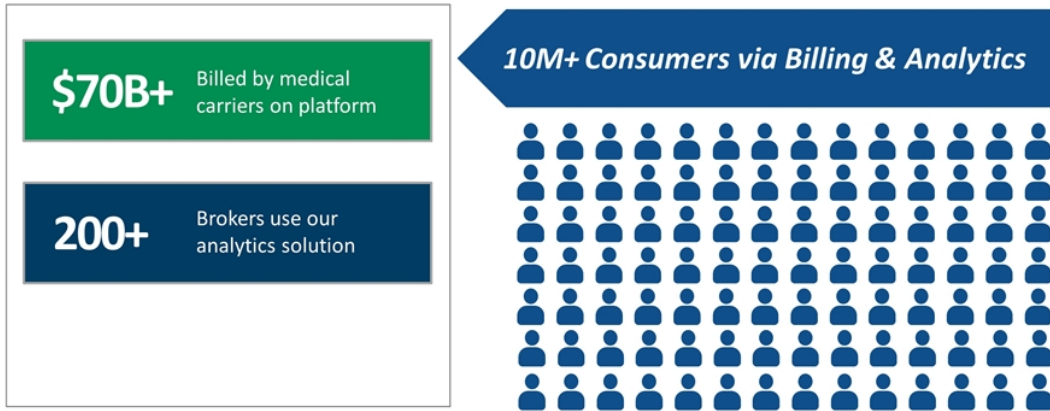 $70B+
Billed by medical
carriers on platform
200+
Brokers use our
analytics solution
10M+ Consumers via Billing & Analytics